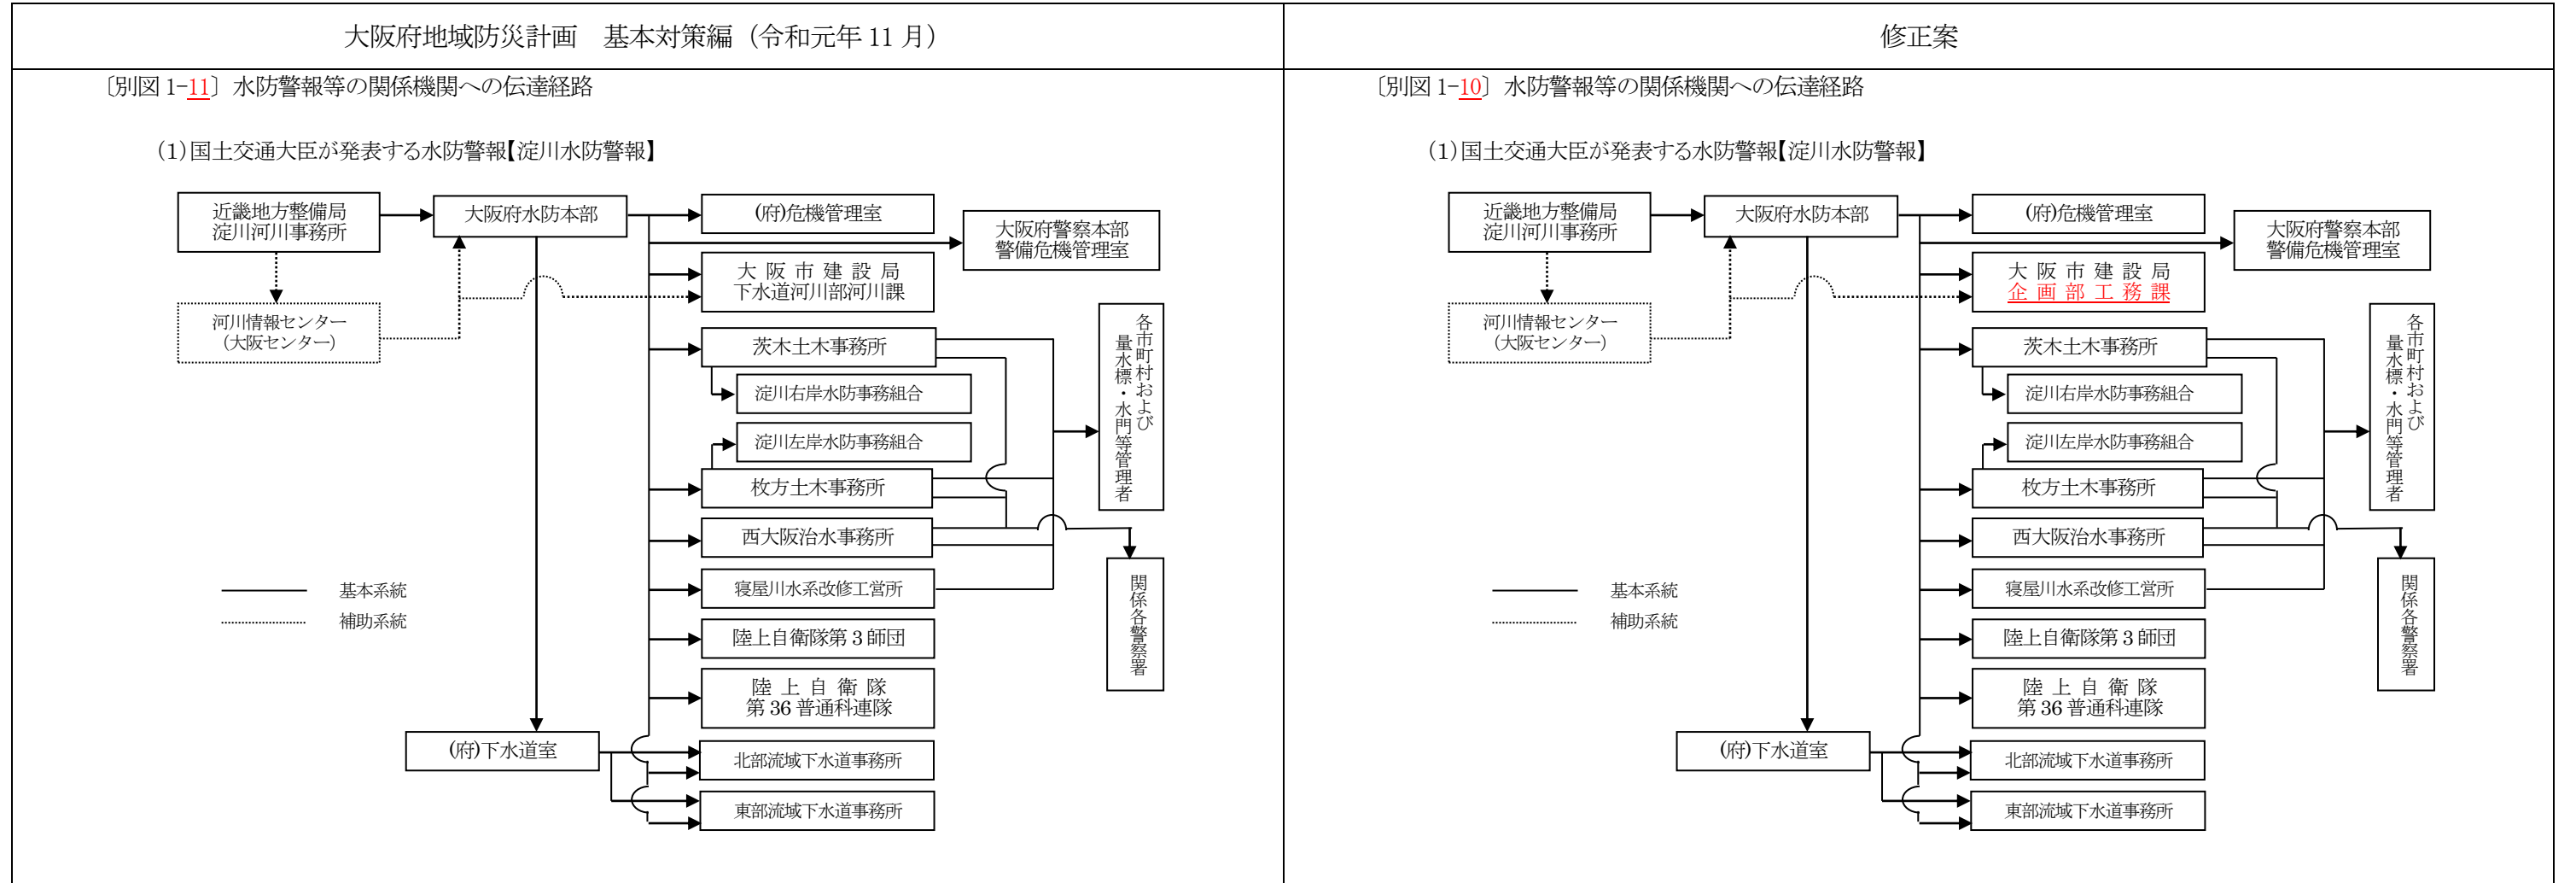 大阪府地域防災計画　基本対策編（令和元年 11 月）
〔別図 1-11〕水防警報等の関係機関への伝達経路
（1）国土交通大臣が発表する水防警報【淀川水防警報】
近畿地方整備局
淀川河川事務所
大阪府水防本部
(府)危機管理室
大阪府警察本部
警備危機管理室
大阪市建設局
下水道河川部河川課
河川情報センター
（大阪センター）
茨木土木事務所
淀川右岸水防事務組合
淀川左岸水防事務組合
枚方土木事務所
西大阪治水事務所
寝屋川水系改修工営所
陸上自衛隊第 3 師団
陸上自衛隊
第 36 普通科連隊
(府)下水道室
北部流域下水道事務所
東部流域下水道事務所
各市町村および
量水標・水門等管理者
関係各警察署
基本系統
補助系統
修正案
〔別図 1-10〕水防警報等の関係機関への伝達経路
（1）国土交通大臣が発表する水防警報【淀川水防警報】
近畿地方整備局
淀川河川事務所
大阪府水防本部
(府)危機管理室
大阪府警察本部
警備危機管理室
大阪市建設局
企画部工務課
河川情報センター
（大阪センター）
茨木土木事務所
淀川右岸水防事務組合
淀川左岸水防事務組合
枚方土木事務所
西大阪治水事務所
寝屋川水系改修工営所
陸上自衛隊第 3 師団
陸上自衛隊
第 36 普通科連隊
(府)下水道室
北部流域下水道事務所
東部流域下水道事務所
各市町村および
量水標・水門等管理者
関係各警察署
基本系統
補助系統